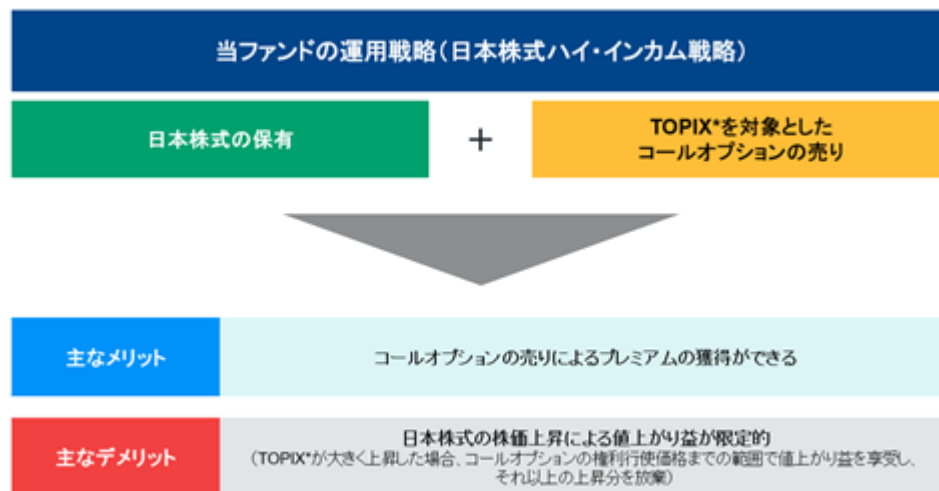 当ファンドの運用戦略（日本株式ハイ・インカム戦略）
日本株式の保有
+
TOPIX*を対象とした
コールオプションの売り
主なメリット
コールオプションの売りによるプレミアムの獲得ができる
主なデメリット
日本株式の株価上昇による値上がり益が限定的
（TOPIX*が大きく上昇した場合、コールオプションの権利行使価格までの範囲で値上がり益を享受し、
それ以上の上昇分を放棄）